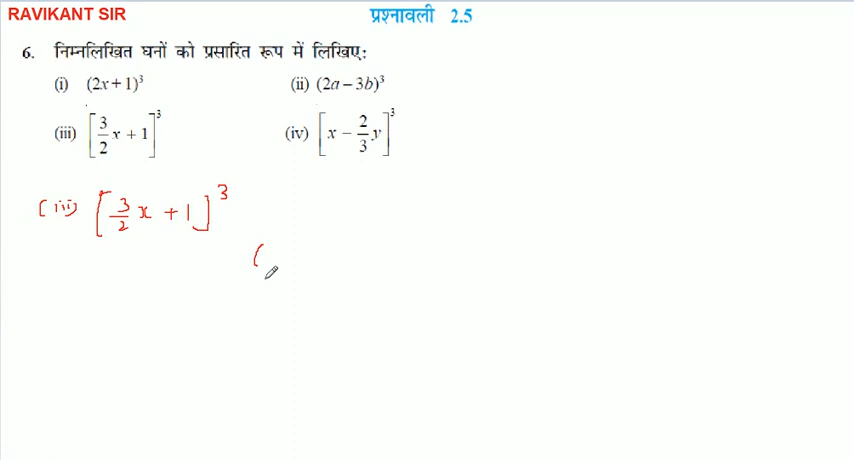 RAVIKANT SIR
प्रश्नावली 2.5
6. निम्नलिखित घनों को प्रसारित रूप में लिखिए:
(i) (2x + 1)³ (ii) (2a – 3b)³
(iii) [3/2 x + 1]³ (iv) [x – 2/3 y]³
(iii) [3/2 x + 1]³
(